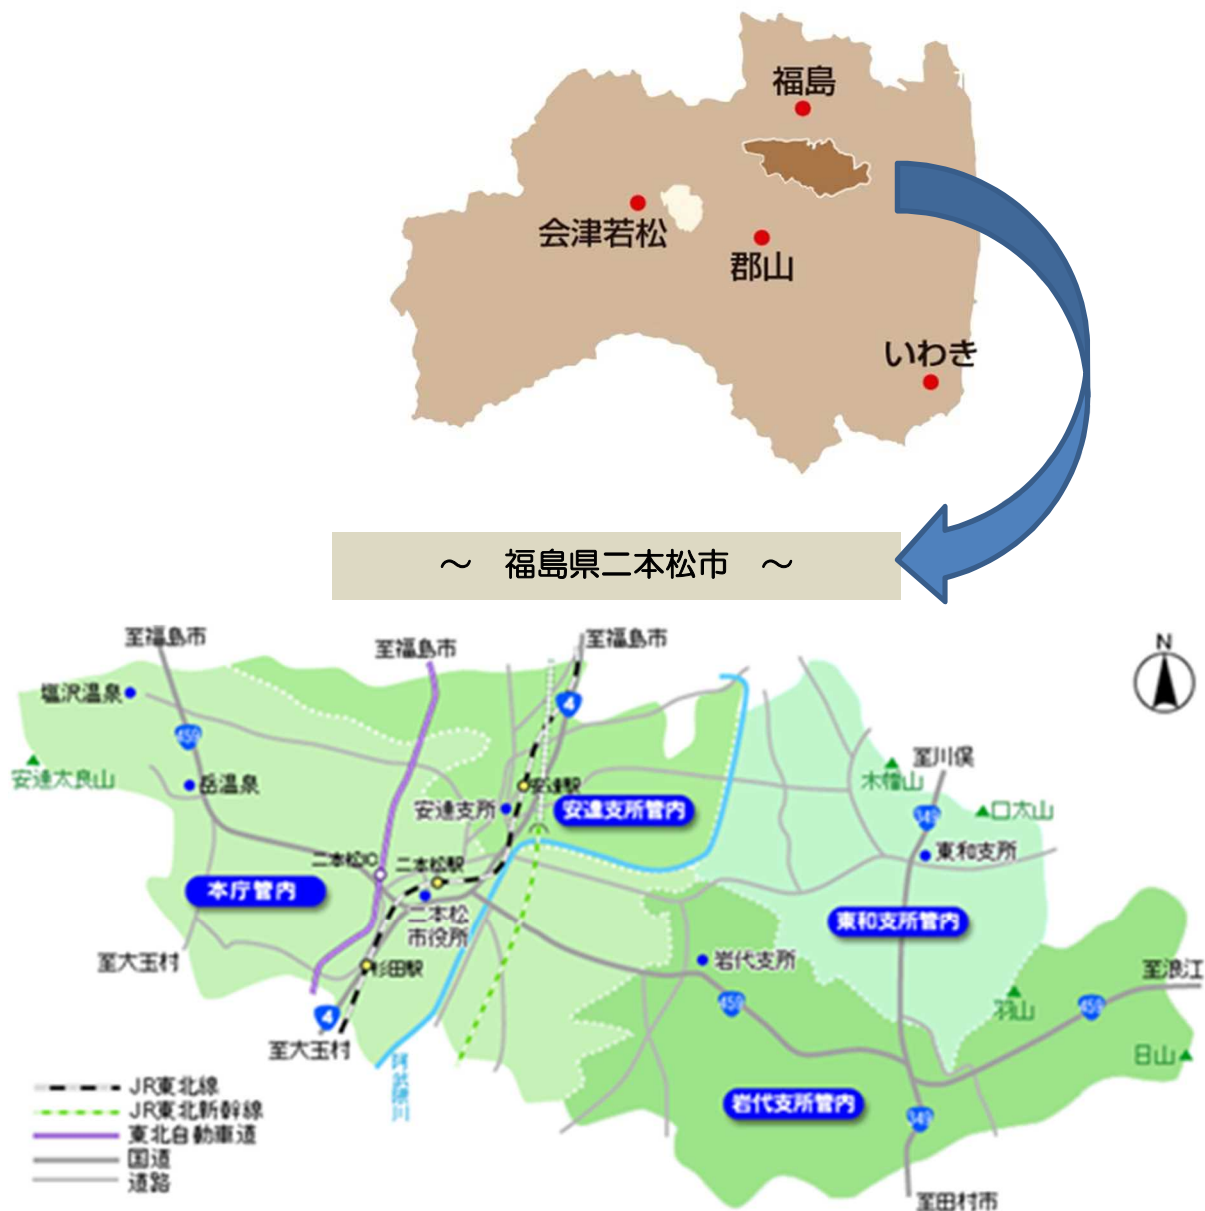 福島
会津若松
郡山
いわき
～ 福島県二本松市 ～
至福島市
至福島市
至福島市
N
塩沢温泉
4
459
安達太良山
岳温泉
安達駅
安達支所
安達支所管内
至川俣
木幡山
口太山
349
東和支所
二本松IC
二本松駅
本庁管内
二本松
市役所
東和支所管内
至大玉村
杉田駅
岩代支所
至浪江
459
459
羽山
4
至大玉村
阿武隈川
日山
JR東北線
JR東北新幹線
東北自動車道
国道
道路
岩代支所管内
349
至田村市